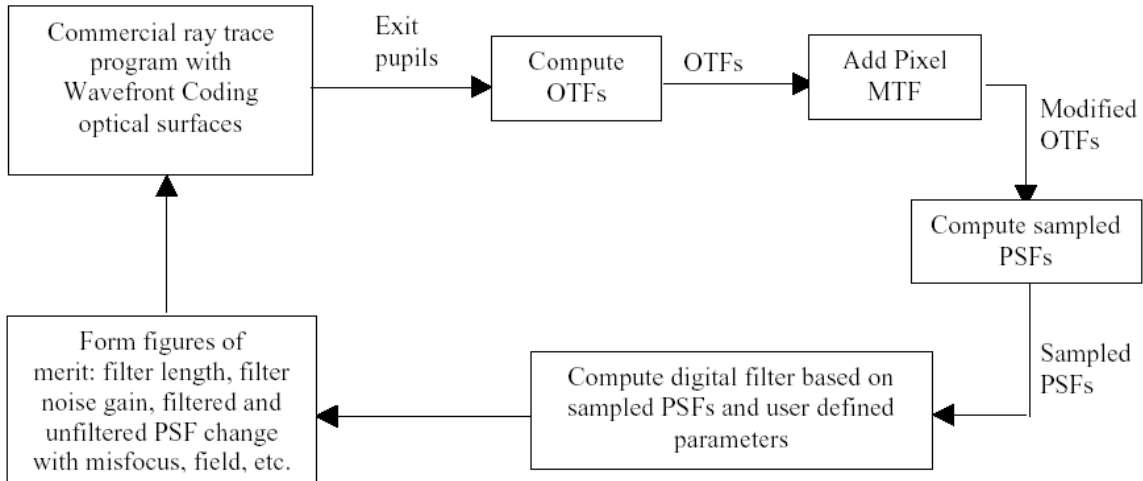 Commercial ray trace
program with
Wavefront Coding
optical surfaces
Exit
pupils
Compute
OTFs
OTFs
Add Pixel
MTF
Modified
OTFs
Compute sampled
PSFs
Sampled
PSFs
Compute digital filter based on
sampled PSFs and user defined
parameters
Form figures of
merit: filter length, filter
noise gain, filtered and
unfiltered PSF change
with misfocus, field, etc.